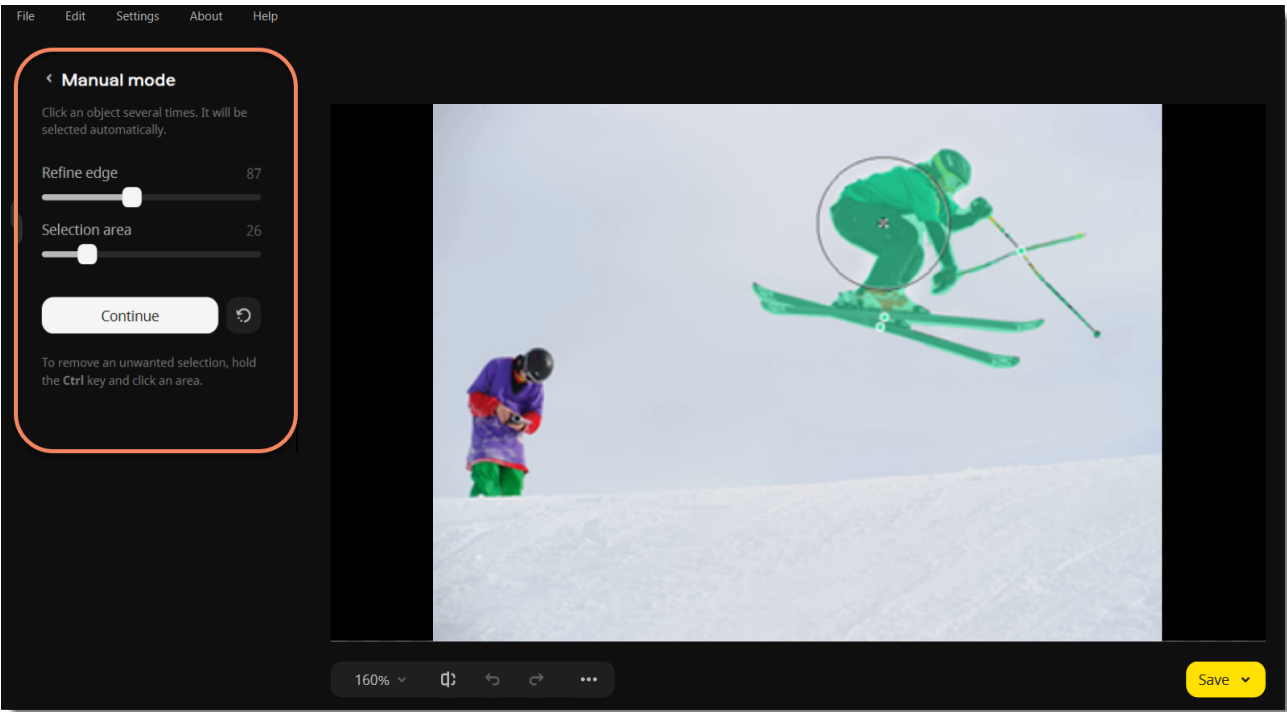 File Edit Settings About Help
Manual mode
Click an object several times. It will be
selected automatically.
Refine edge 87
Selection area 26
Continue
To remove an unwanted selection, hold
the Ctrl key and click an area.
160%
Save